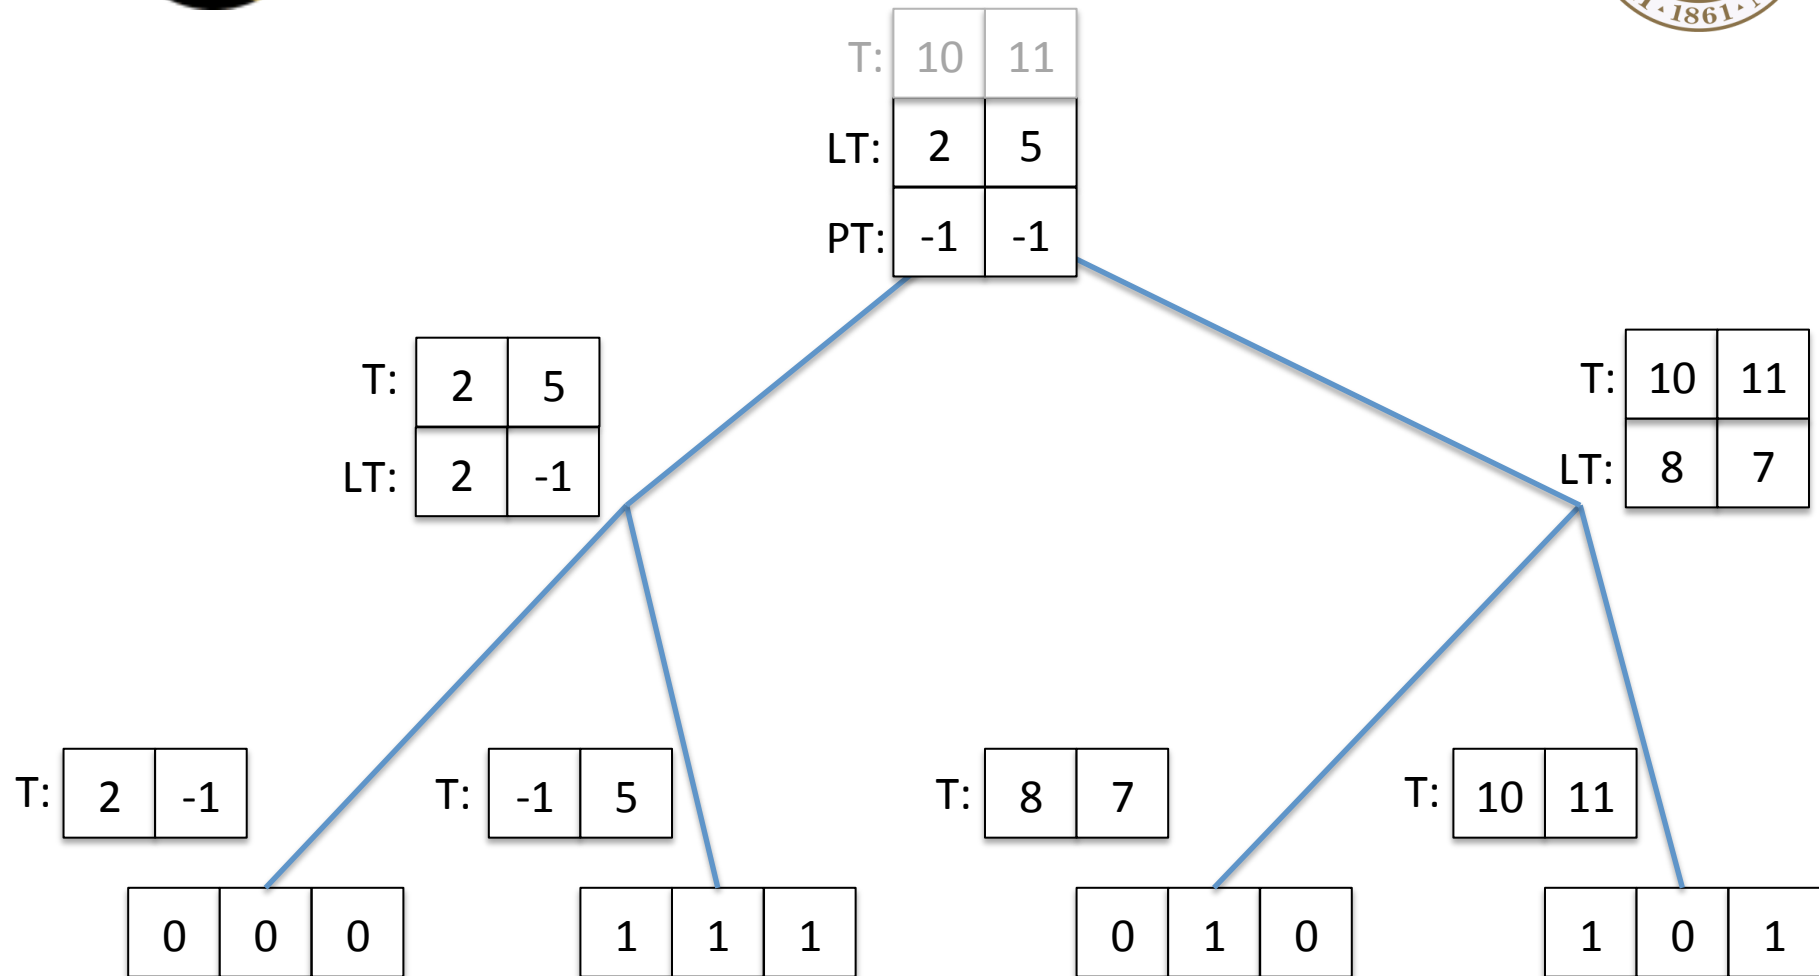 · 1861 ·
T: 10 11
LT: 2 5
PT: -1 -1
T: 2 5
LT: 2 -1
T: 10 11
LT: 8 7
T: 2 -1
T: -1 5
T: 8 7
T: 10 11
0 0 0
1 1 1
0 1 0
1 0 1